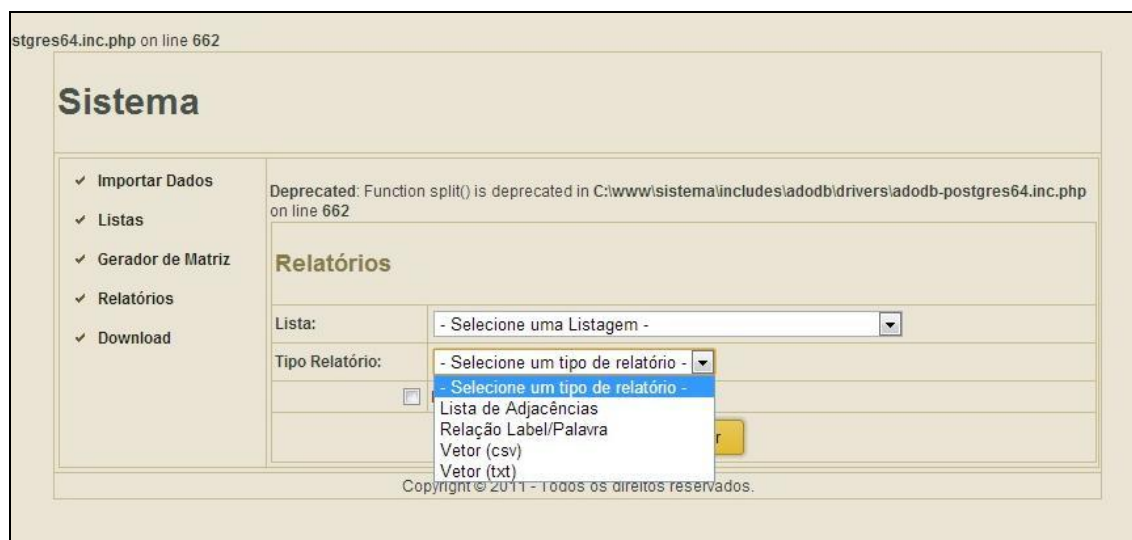 stgres64.inc.php on line 662
Sistema
Importar Dados
Listas
Gerador de Matriz
Relatórios
Download
Deprecated: Function split() is deprecated in C:\www\sistema\includes\adodb\drivers\adodb-postgres64.inc.php
on line 662
Relatórios
Lista:
- Selecione uma Listagem -
Tipo Relatório:
- Selecione um tipo de relatório -
- Selecione um tipo de relatório -
Lista de Adjacências
Relação Label/Palavra
Vetor (csv)
Vetor (txt)
r
Copyright © 2011 - Todos os direitos reservados.